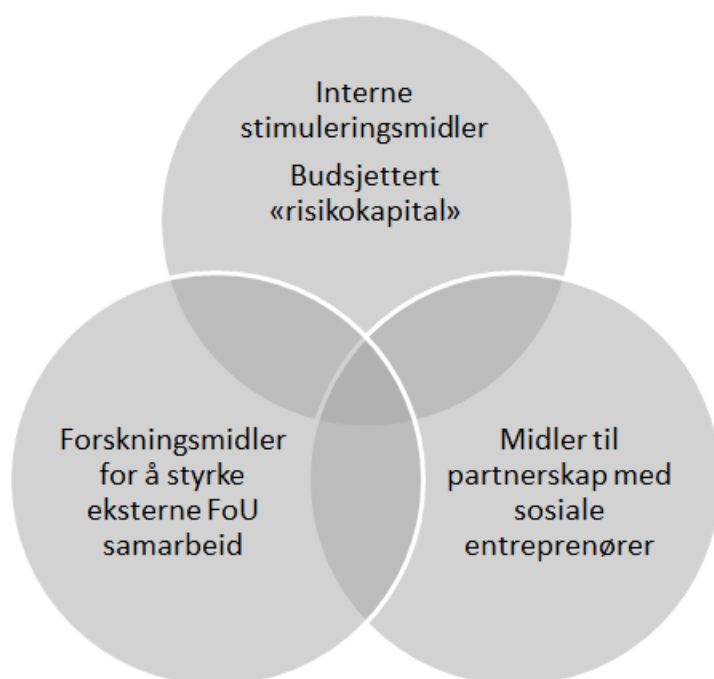 Interne
stimuleringsmidler
Budsjettert
«risikokapital»
Forskningsmidler
for å styrke
eksterne FoU
samarbeid
Midler til
partnerskap med
sosiale
entreprenører